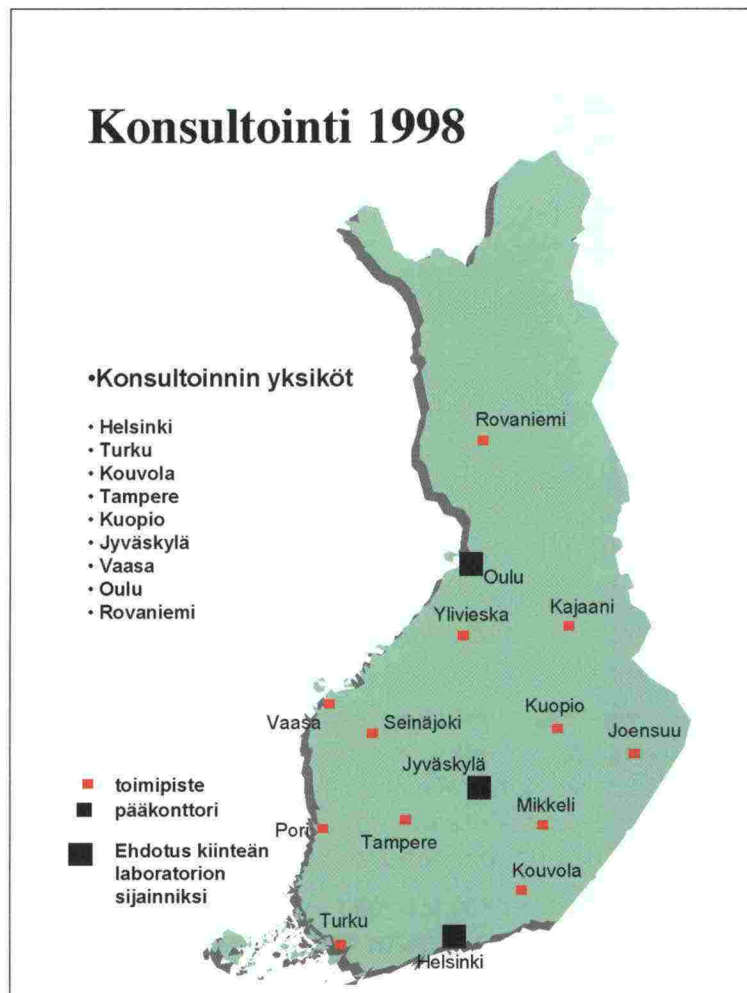 Konsultointi 1998
•Konsultoinnin yksiköt
• Helsinki
• Turku
• Kouvola
• Tampere
• Kuopio
• Jyväskylä
• Vaasa
• Oulu
• Rovaniemi
Rovaniemi
Oulu
Ylivieska
Kajaani
Vaasa
Seinäjoki
Kuopio
Joensuu
Jyväskylä
Pori
Tampere
Mikkeli
Kouvola
Turku
Helsinki
toimipiste
pääkonttori
Ehdotus kiinteän
laboratorion
sijainniksi